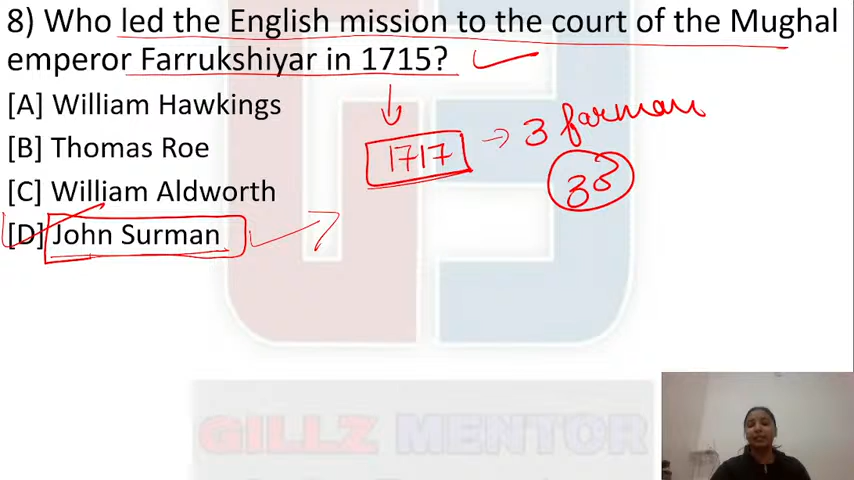 8) Who led the English mission to the court of the Mughal
emperor Farrukshiyar in 1715?
[A] William Hawkings
[B] Thomas Roe
[C] William Aldworth
[D] John Surman
1717 → 3 farman
38
GILLZ MENTOR